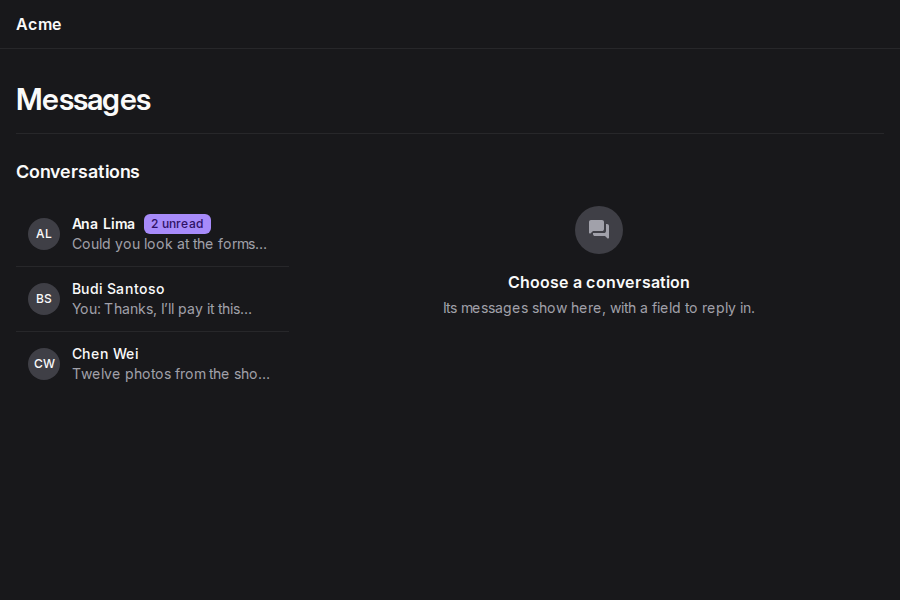 Acme
Messages
Conversations
AL
Ana Lima
2 unread
Could you look at the forms...
BS
Budi Santoso
You: Thanks, I’ll pay it this...
CW
Chen Wei
Twelve photos from the sho...
Choose a conversation
Its messages show here, with a field to reply in.